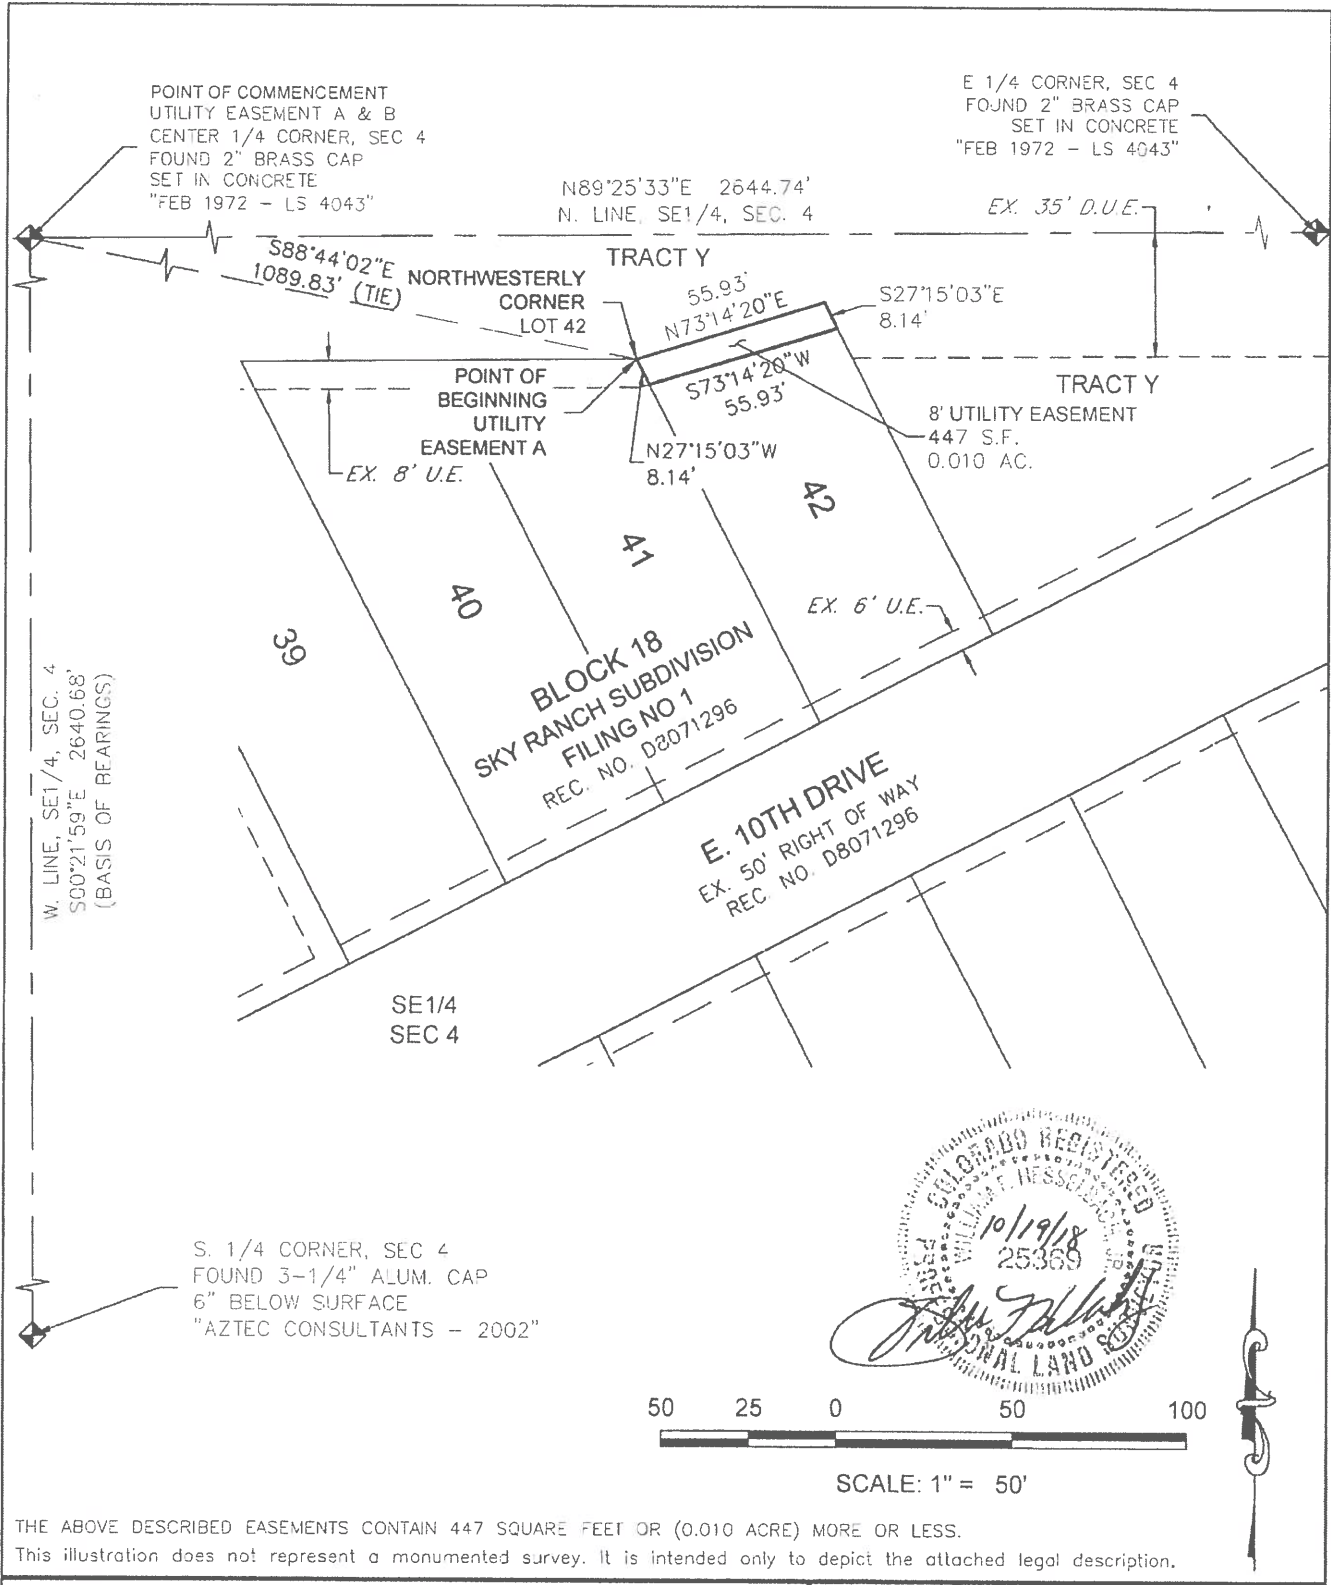 POINT OF COMMENCEMENT
UTILITY EASEMENT A & B
CENTER 1/4 CORNER, SEC 4
FOUND 2" BRASS CAP
SET IN CONCRETE
"FEB 1972 – LS 4043"
E 1/4 CORNER, SEC 4
FOUND 2" BRASS CAP
SET IN CONCRETE
"FEB 1972 – LS 4043"
N89°25'33"E 2644.74'
N. LINE, SE1/4, SEC. 4
EX. 35' D.U.E.
S88°44'02"E
1089.83' (TIE)
TRACT Y
NORTHWESTERLY
CORNER
LOT 42
55.93'
N73°14'20"E
S27°15'03"E
8.14'
POINT OF
BEGINNING
UTILITY
EASEMENT A
S73°14'20"W
55.93'
TRACT Y
8' UTILITY EASEMENT
447 S.F.
0.010 AC.
EX. 8' U.E.
N27°15'03"W
8.14'
42
41
40
39
EX. 6' U.E.
BLOCK 18
SKY RANCH SUBDIVISION
FILING NO 1
REC. NO. D8071296
W. LINE, SE1/4, SEC. 4
S00°21'59"E 2640.68'
(BASIS OF BEARINGS)
E. 10TH DRIVE
EX. 50' RIGHT OF WAY
REC. NO. D8071296
SE1/4
SEC 4
COLORADO REGISTERED
WILLIAM F. HESSELBACH JR.
10/19/18
25369
PROFESSIONAL LAND SURVEYOR
S. 1/4 CORNER, SEC 4
FOUND 3-1/4" ALUM. CAP
6" BELOW SURFACE
"AZTEC CONSULTANTS – 2002"
50 25 0 50 100
SCALE: 1" = 50'
THE ABOVE DESCRIBED EASEMENTS CONTAIN 447 SQUARE FEET OR (0.010 ACRE) MORE OR LESS.
This illustration does not represent a monumented survey. It is intended only to depict the attached legal description.